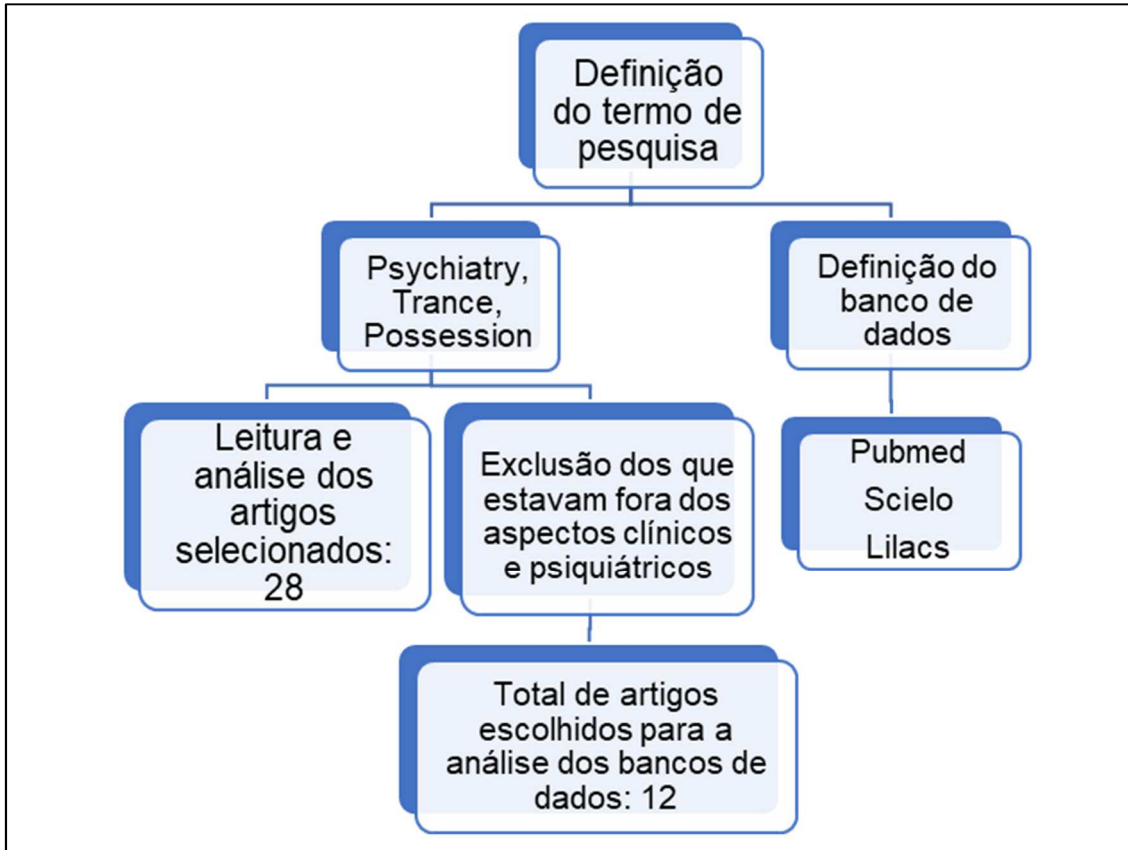 Definição
do termo de
pesquisa
Psychiatry,
Trance,
Possession
Definição do
banco de
dados
Leitura e
análise dos
artigos
selecionados:
28
Exclusão dos que
estavam fora dos
aspectos clínicos
e psiquiátricos
Pubmed
Scielo
Lilacs
Total de artigos
escolhidos para a
análise dos bancos de
dados: 12